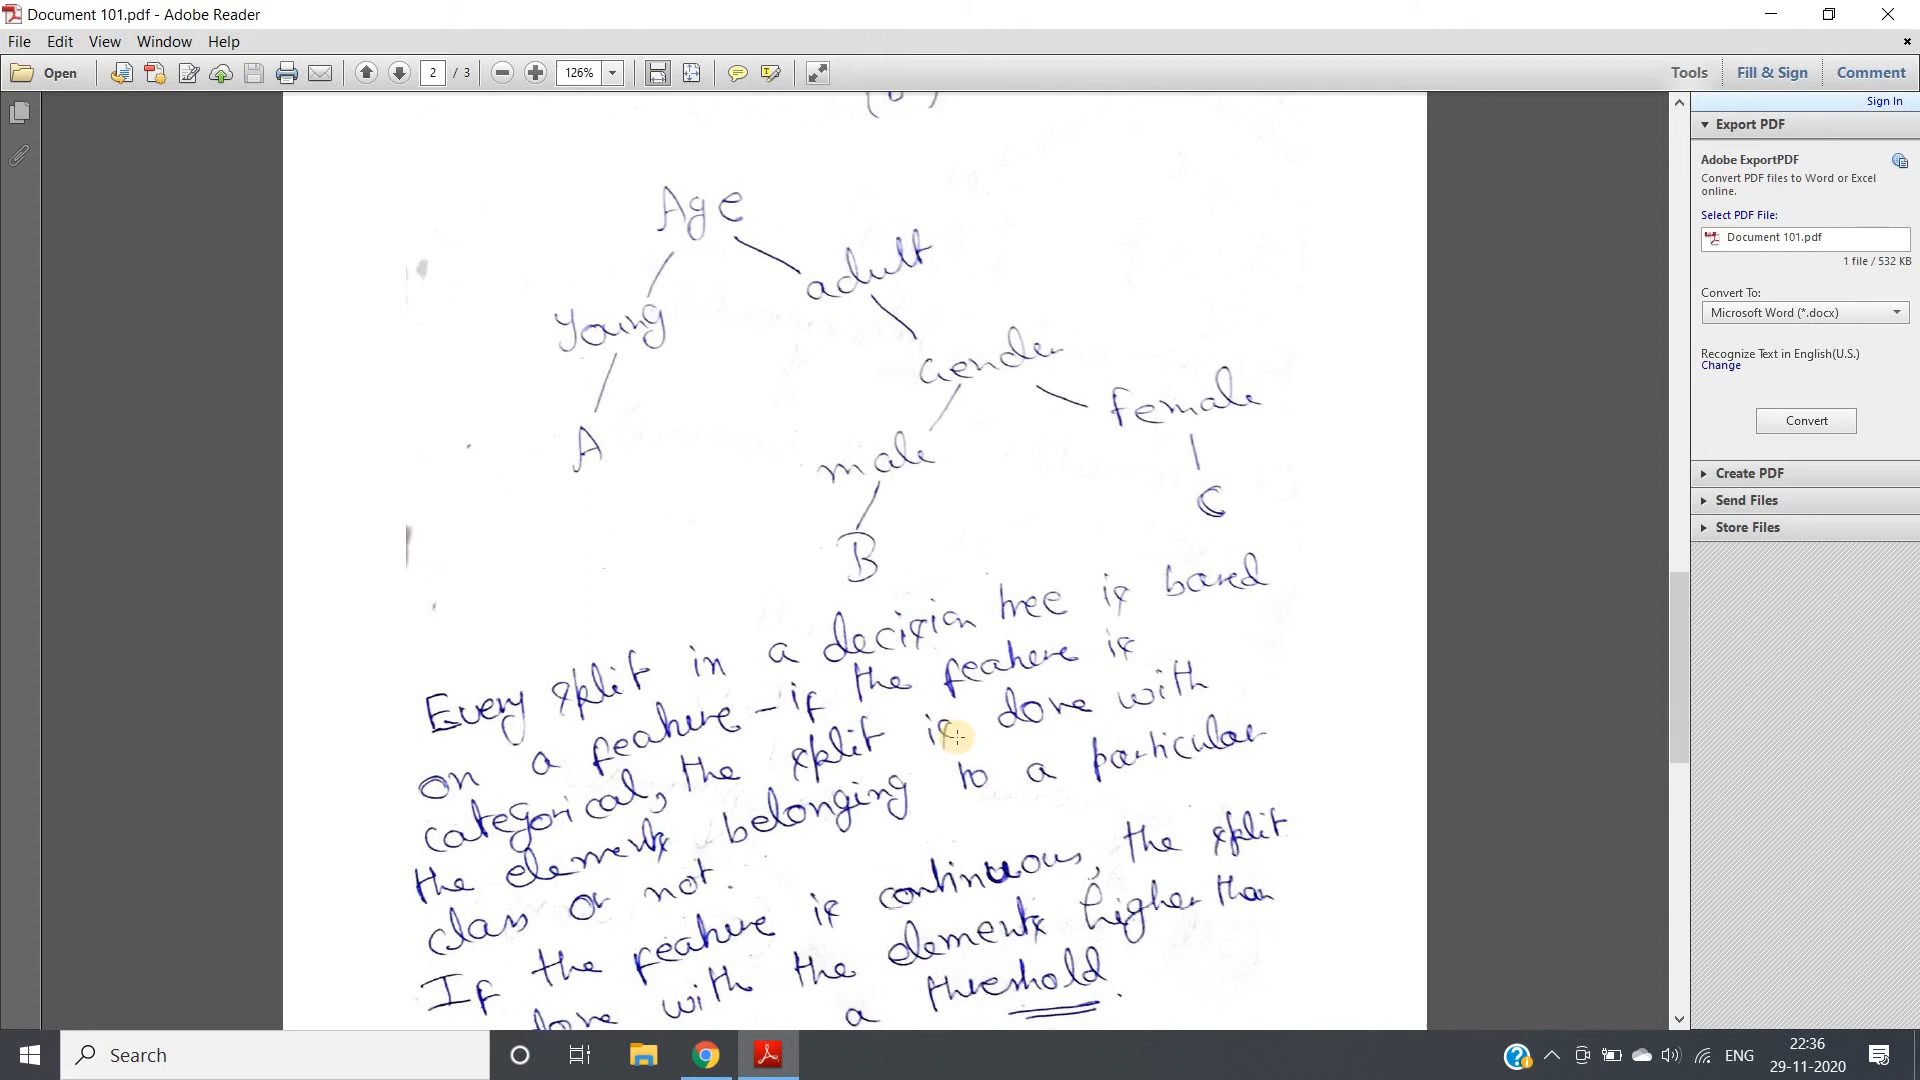 Document 101.pdf - Adobe Reader
File Edit View Window Help
Open 2 / 3 126% Tools Fill & Sign Comment
Sign In
Export PDF
Adobe ExportPDF
Convert PDF files to Word or Excel
online.
Select PDF File:
Document 101.pdf
1 file / 532 KB
Convert To:
Microsoft Word (*.docx)
Recognize Text in English(U.S.)
Change
Convert
Create PDF
Send Files
Store Files
Age
adult
Young
Gender
Female
A
male
C
B
Every split in a decision tree is based
on a feature - if the feature is
categorical, the split is done with
the elements belonging to a particular
class or not.
If the feature is continuous, the split
done with the elements higher than
a threshold.
Search
ENG
22:36
29-11-2020